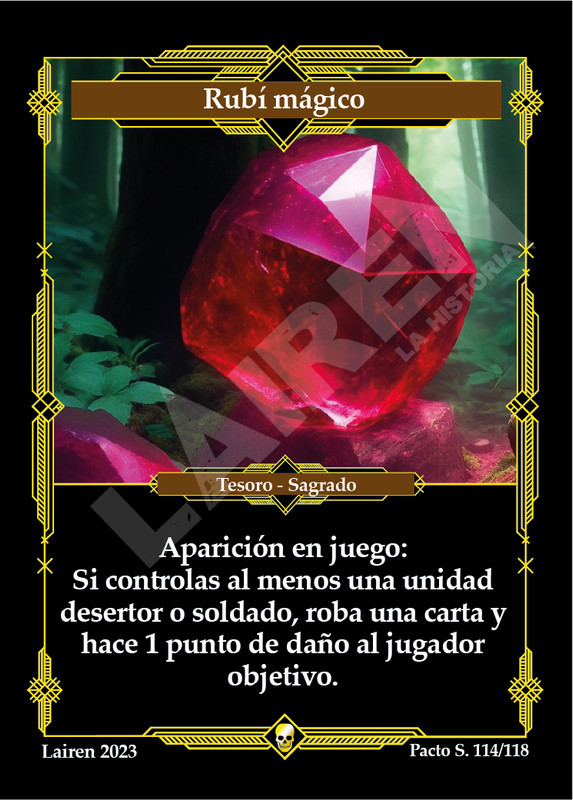 Rubí mágico
LAIREN
LA HISTORIA
Tesoro - Sagrado
Aparición en juego:
Si controlas al menos una unidad
desertor o soldado, roba una carta y
hace 1 punto de daño al jugador
objetivo.
Lairen 2023
Pacto S. 114/118